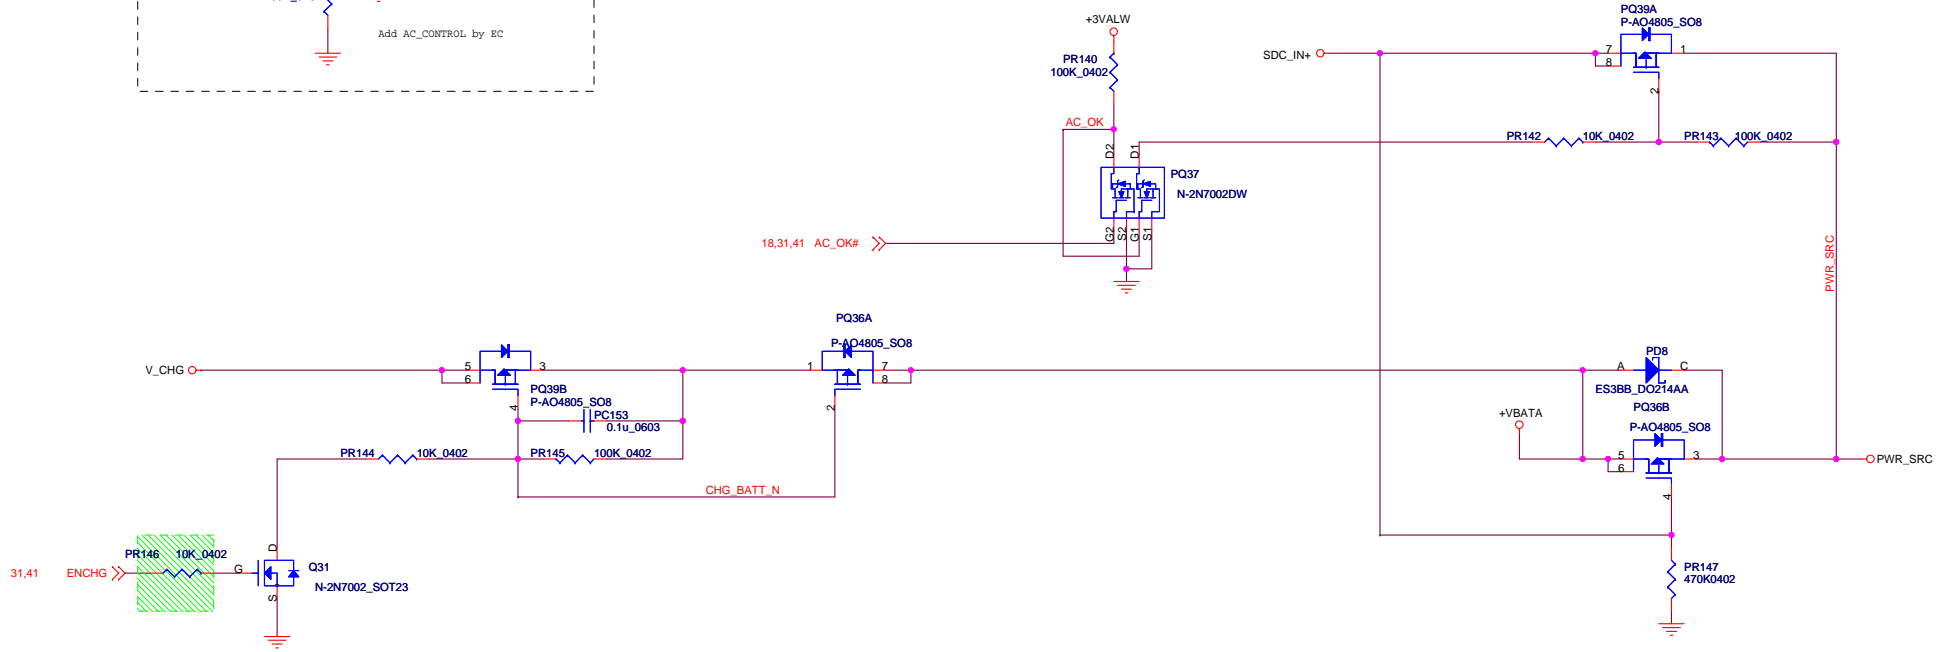 Add AC_CONTROL by EC
+3VALW
PR140
100K_0402
AC_OK
D2
D1
PQ37
N-2N7002DW
18,31,41 AC_OK#
G2
S2
G1
S1
SDC_IN+
PQ39A
P-AO4805_SO8
7
8
1
2
PR142
10K_0402
PR143
100K_0402
PWR_SRC
V_CHG
5
6
3
4
PQ39B
P-AO4805_SO8
PC153
0.1u_0603
PR144
10K_0402
PR145
100K_0402
CHG_BATT_N
PQ36A
P-AO4805_SO8
1
7
8
2
PD8
A
C
ES3BB_DO214AA
PQ36B
P-AO4805_SO8
+VBATA
5
6
3
4
PWR_SRC
PR147
470K0402
31,41 ENCHG
PR146
10K_0402
G
D
S
Q31
N-2N7002_SOT23